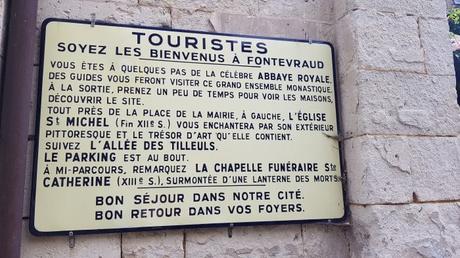 TOURISTES
SOYEZ LES BIENVENUS À FONTEVRAUD
VOUS ÊTES À QUELQUES PAS DE LA CÉLÈBRE ABBAYE ROYALE.
DES GUIDES VOUS FERONT VISITER CE GRAND ENSEMBLE MONASTIQUE.
À LA SORTIE, PRENEZ UN PEU DE TEMPS POUR VOIR LES MAISONS,
DÉCOUVRIR LE SITE.
TOUT PRÈS DE LA PLACE DE LA MAIRIE, À GAUCHE, L'ÉGLISE
ST MICHEL (Fin XIIe S.) VOUS ENCHANTERA PAR SON EXTÉRIEUR
PITTORESQUE ET LE TRÉSOR D'ART QU'ELLE CONTIENT.
SUIVEZ L'ALLÉE DES TILLEULS.
LE PARKING EST AU BOUT.
À MI-PARCOURS, REMARQUEZ LA CHAPELLE FUNÉRAIRE Ste
CATHERINE (XIIIe S.), SURMONTÉE D'UNE LANTERNE DES MORTS.
BON SÉJOUR DANS NOTRE CITÉ.
BON RETOUR DANS VOS FOYERS.